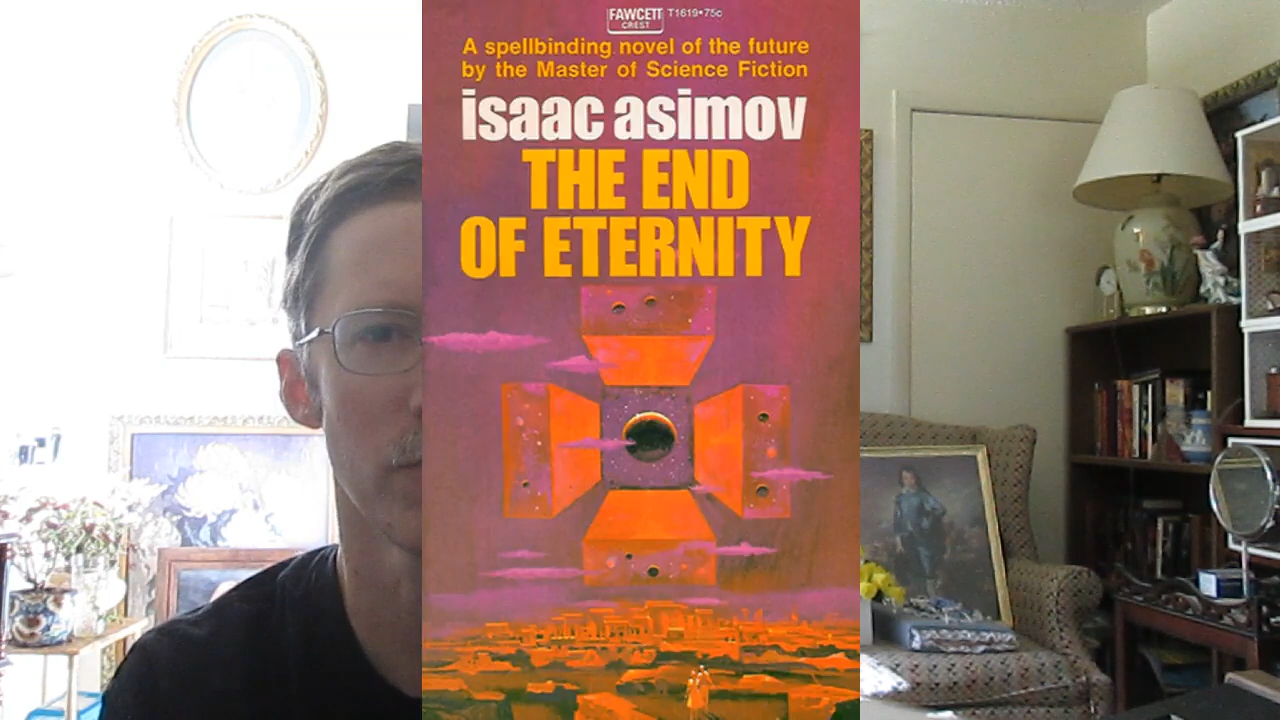 FAWCETT
CREST
T1619•75c
A spellbinding novel of the future
by the Master of Science Fiction
isaac asimov
THE END
OF ETERNITY